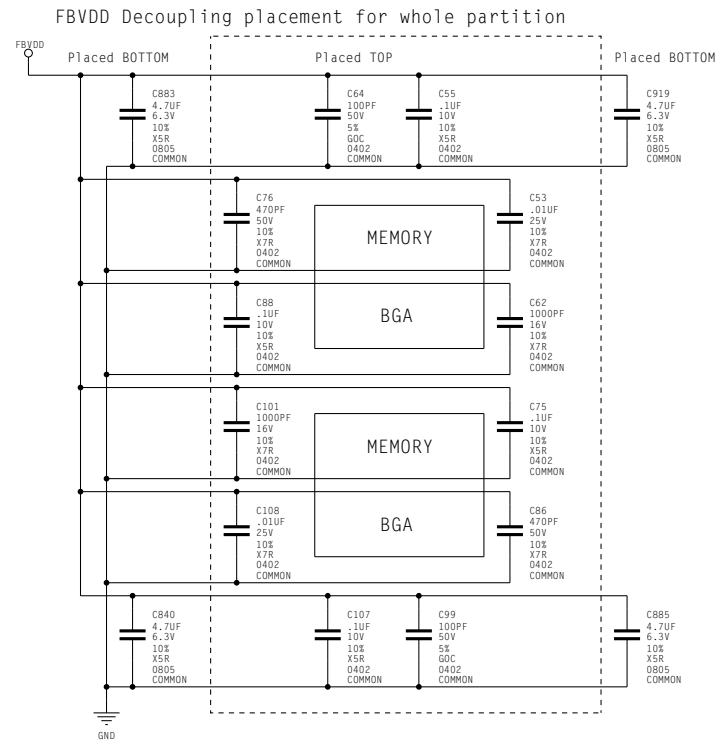 FBVDD Decoupling placement for whole partition
FBVDD
Placed BOTTOM
Placed TOP
Placed BOTTOM
C883
4.7UF
6.3V
10%
X5R
0805
COMMON
C64
100PF
50V
5%
GOC
0402
COMMON
C55
.1UF
10V
10%
X5R
0402
COMMON
C919
4.7UF
6.3V
10%
X5R
0805
COMMON
C76
470PF
50V
10%
X7R
0402
COMMON
MEMORY
C53
.01UF
25V
10%
X7R
0402
COMMON
C88
.1UF
10V
10%
X5R
0402
COMMON
BGA
C62
1000PF
16V
10%
X7R
0402
COMMON
C101
1000PF
16V
10%
X7R
0402
COMMON
MEMORY
C75
.1UF
10V
10%
X5R
0402
COMMON
C108
.01UF
25V
10%
X7R
0402
COMMON
BGA
C86
470PF
50V
10%
X7R
0402
COMMON
C840
4.7UF
6.3V
10%
X5R
0805
COMMON
C107
.1UF
10V
10%
X5R
0402
COMMON
C99
100PF
50V
5%
GOC
0402
COMMON
C885
4.7UF
6.3V
10%
X5R
0805
COMMON
GND